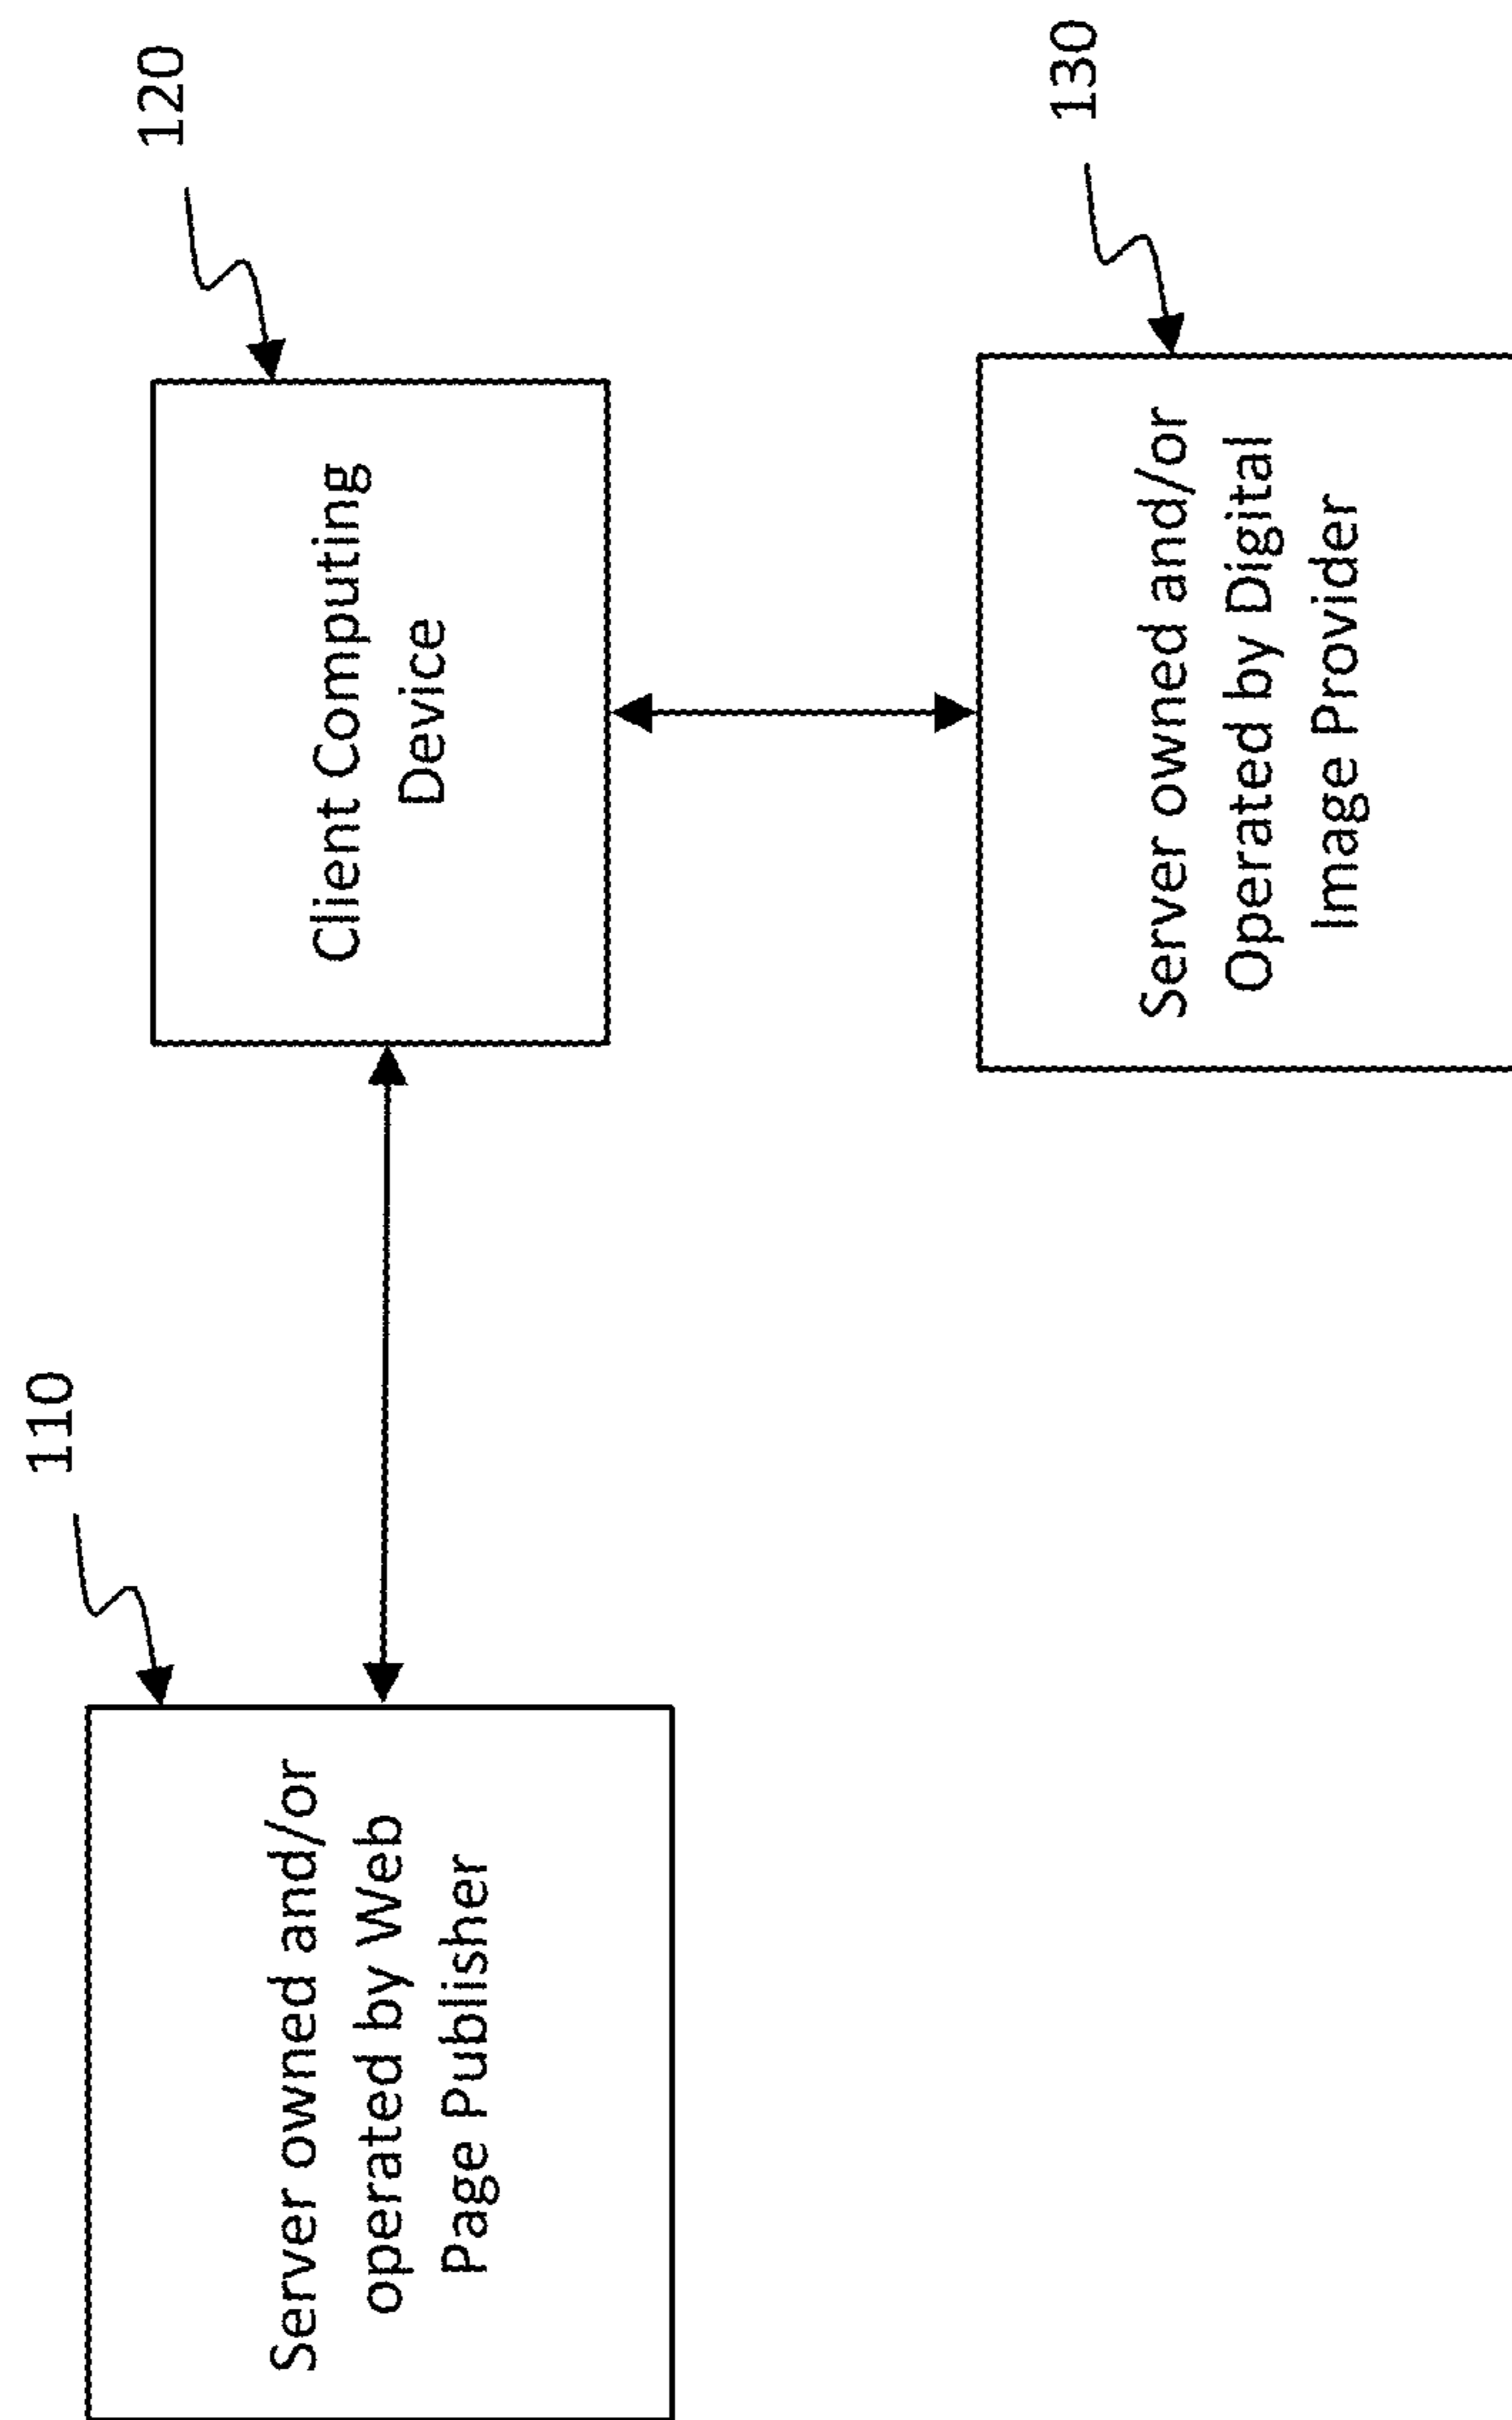 110
Server owned and/or
operated by Web
Page Publisher
120
Client Computing
Device
130
Server owned and/or
Operated by Digital
Image Provider